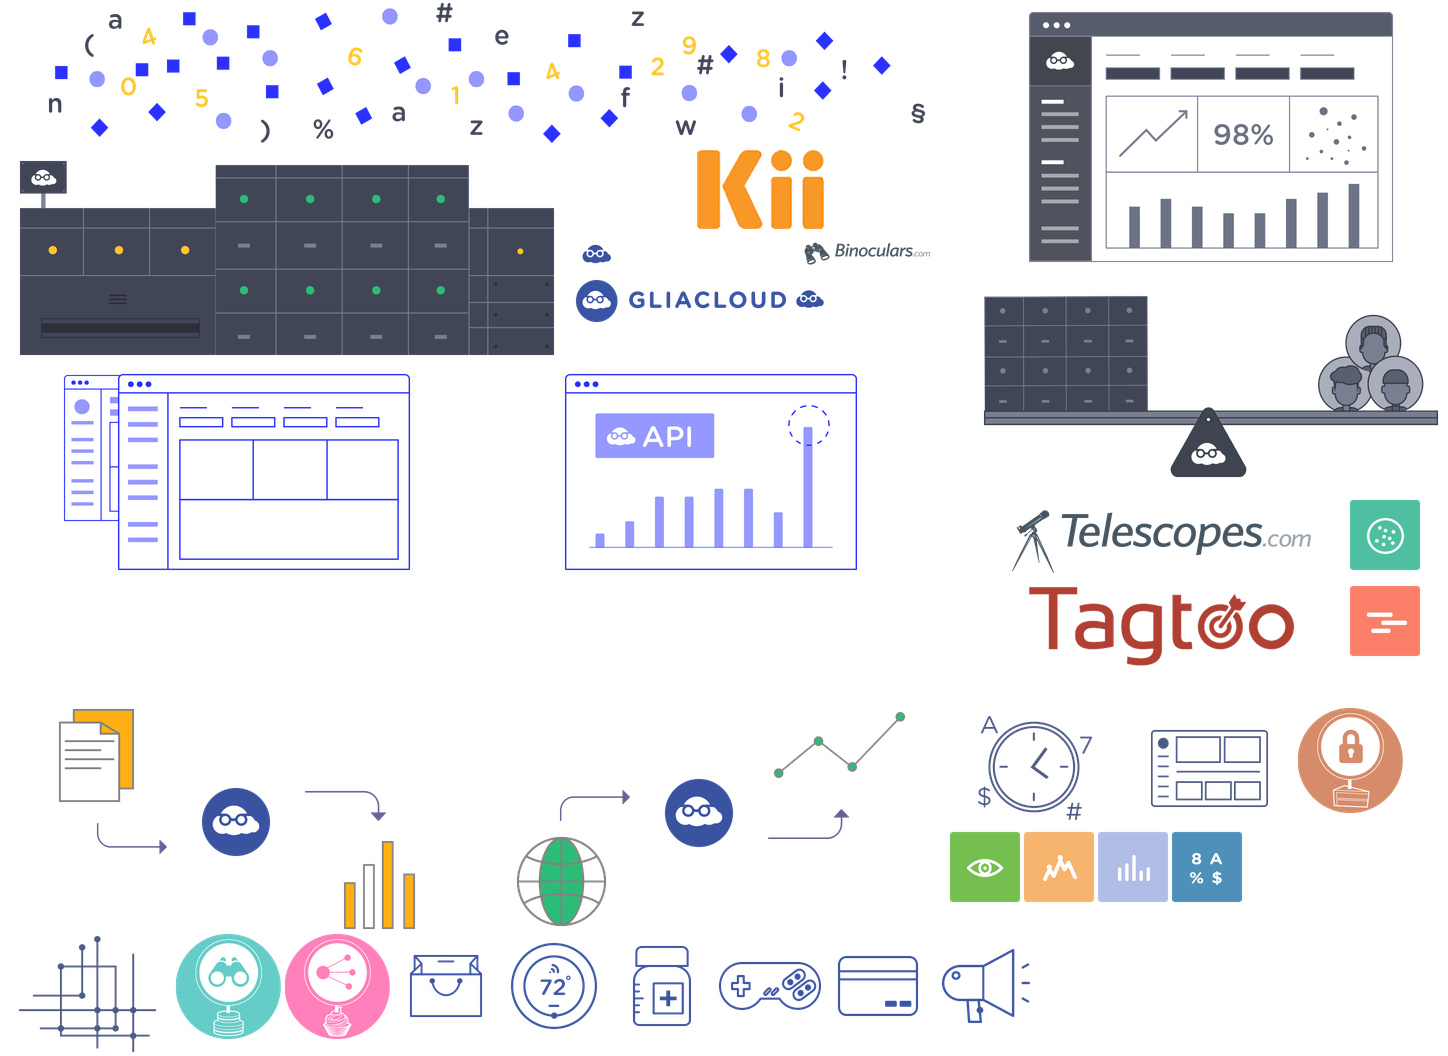 a # z
( 4 6 e 9 8 !
0 5 1 4 2 # i
n ) % a z f w 2 §
98%
Kii
Binoculars.com
GLIACLOUD
API
Telescopes.com
Tagtoo
A
7
$
#
8 A
% $
72°